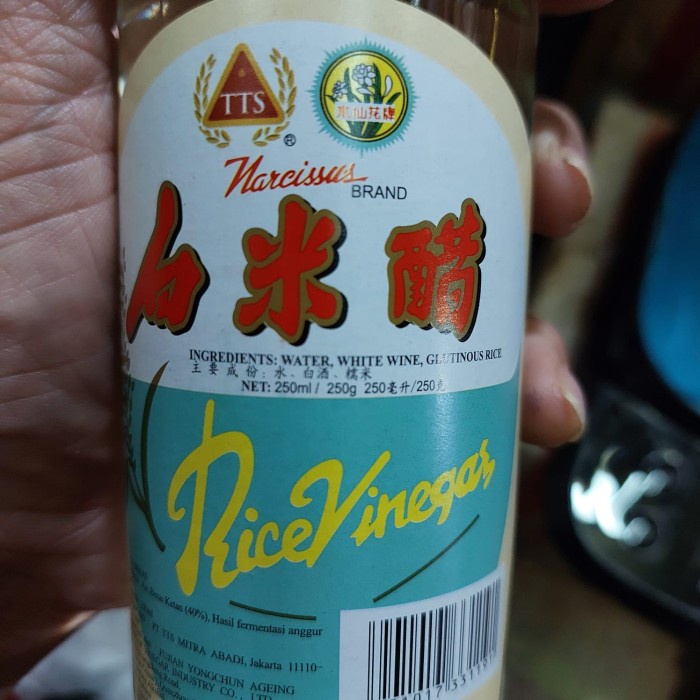 TTS
水仙花牌
®
Narcissus BRAND
白米醋
INGREDIENTS: WATER, WHITE WINE, GLUTINOUS RICE
主要成份:水、白酒、糯米
NET: 250ml / 250g 250毫升/250克
Rice Vinegar
Ketan (40%), Hasil fermentasi anggur
PT TTS MITRA ABADI, Jakarta 11110-
FUJIAN YONGCHUN AGEING
INDUSTRY CO., LTD